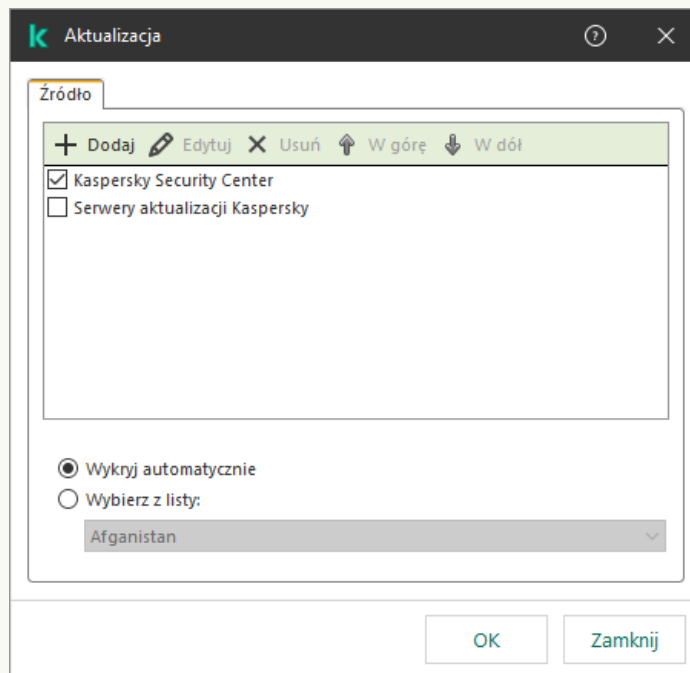 Aktualizacja
Źródło
Dodaj Edytuj Usuń W górę W dół
Kaspersky Security Center
Serwery aktualizacji Kaspersky
Wykryj automatycznie
Wybierz z listy:
Afganistan
OK Zamknij